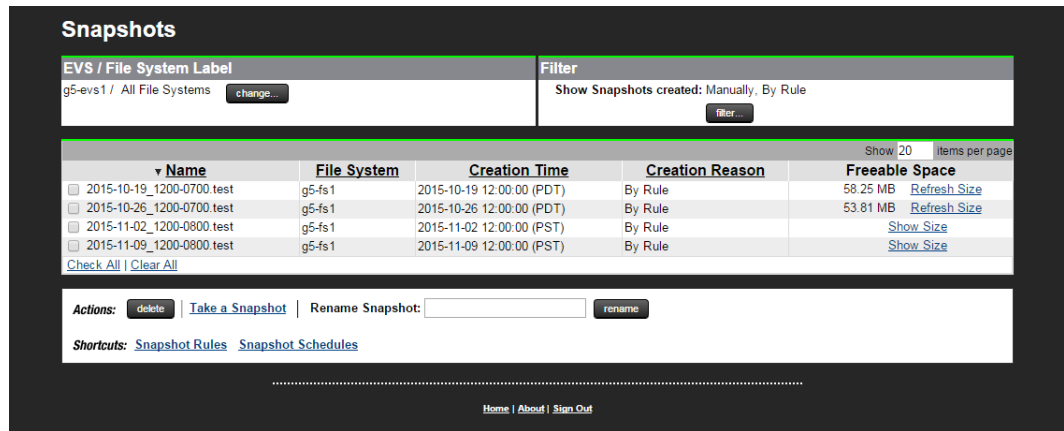 Snapshots
EVS / File System Label
g5-evs1 / All File Systems change...
Filter
Show Snapshots created: Manually, By Rule
filter...
Show 20 items per page
Name File System Creation Time Creation Reason Freeable Space
2015-10-19_1200-0700.test g5-fs1 2015-10-19 12:00:00 (PDT) By Rule 58.25 MB Refresh Size
2015-10-26_1200-0700.test g5-fs1 2015-10-26 12:00:00 (PDT) By Rule 53.81 MB Refresh Size
2015-11-02_1200-0800.test g5-fs1 2015-11-02 12:00:00 (PST) By Rule Show Size
2015-11-09_1200-0800.test g5-fs1 2015-11-09 12:00:00 (PST) By Rule Show Size
Check All | Clear All
Actions: delete | Take a Snapshot | Rename Snapshot: rename
Shortcuts: Snapshot Rules Snapshot Schedules
Home | About | Sign Out